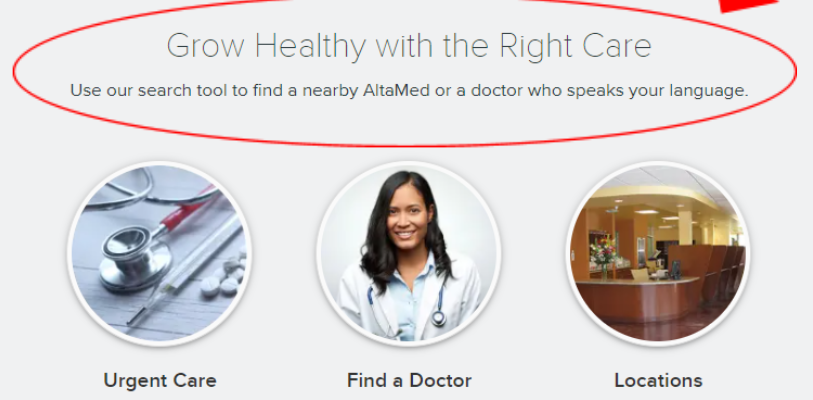 Grow Healthy with the Right Care
Use our search tool to find a nearby AltaMed or a doctor who speaks your language.
Urgent Care
Find a Doctor
Locations